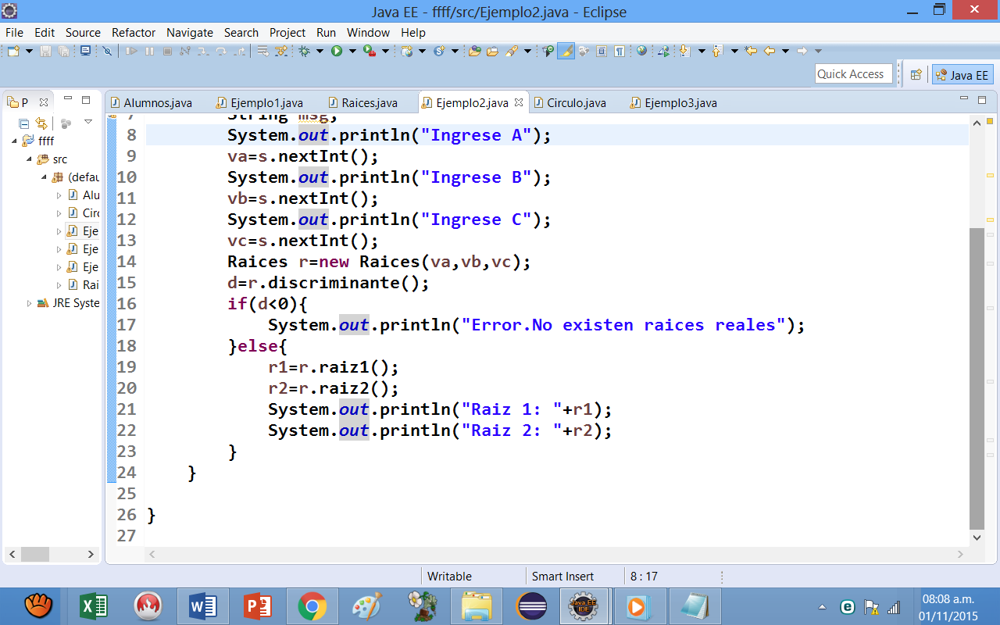 Java EE - ffff/src/Ejemplo2.java - Eclipse
File Edit Source Refactor Navigate Search Project Run Window Help
Quick Access
Java EE
P
Alumnos.java Ejemplo1.java Raices.java Ejemplo2.java Circulo.java Ejemplo3.java
ffff
src
(defau
Alu
Circ
Eje
Eje
Eje
Rai
JRE Syste
7 String msg;
8 System.out.println("Ingrese A");
9 va=s.nextInt();
10 System.out.println("Ingrese B");
11 vb=s.nextInt();
12 System.out.println("Ingrese C");
13 vc=s.nextInt();
14 Raices r=new Raices(va,vb,vc);
15 d=r.discriminante();
16 if(d<0){
17 System.out.println("Error.No existen raices reales");
18 }else{
19 r1=r.raiz1();
20 r2=r.raiz2();
21 System.out.println("Raiz 1: "+r1);
22 System.out.println("Raiz 2: "+r2);
23 }
24 }
25
26 }
27
Writable Smart Insert 8 : 17
Java EE
IDE
08:08 a.m.
01/11/2015